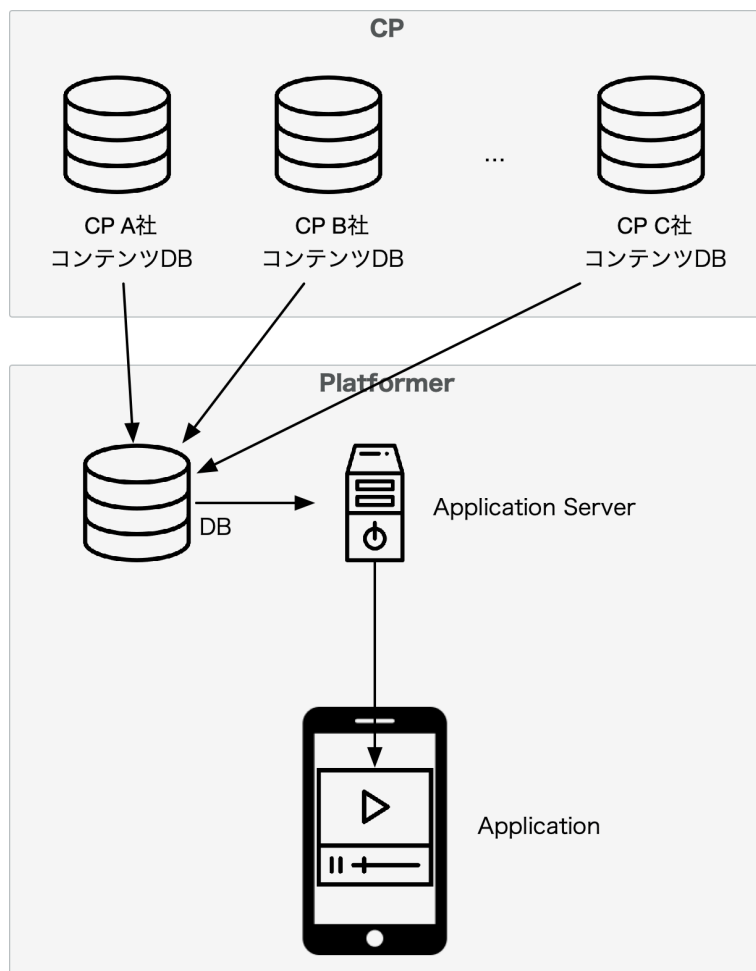 CP
CP A社
コンテンツDB
CP B社
コンテンツDB
...
CP C社
コンテンツDB
Platformer
DB
Application Server
Application